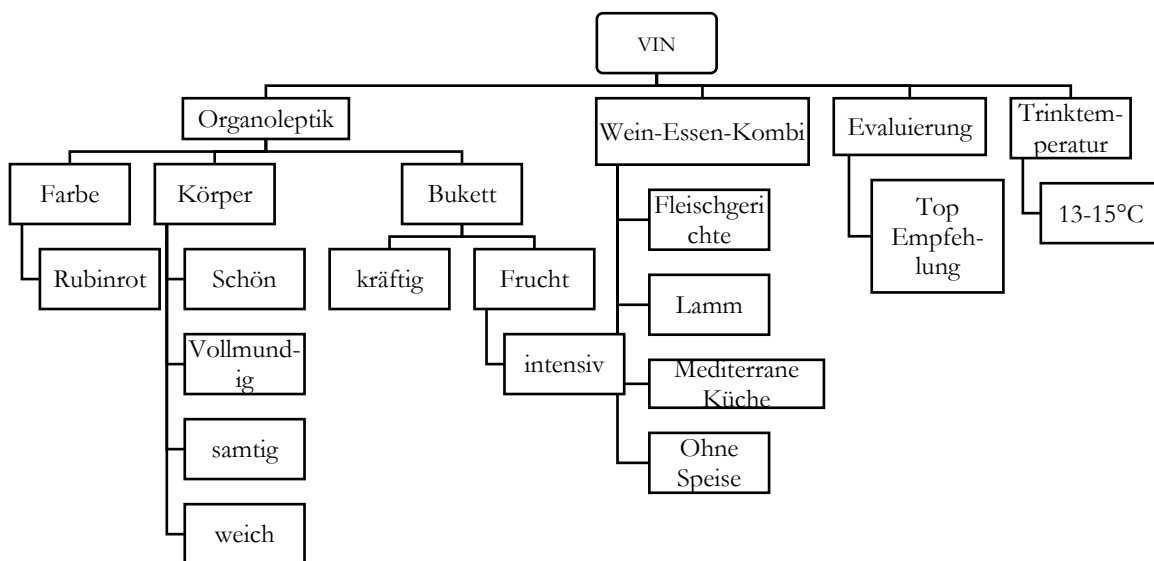 VIN
Organoleptik
Wein-Essen-Kombi
Evaluierung
Trinktem-
peratur
Farbe
Körper
Bukett
Rubinrot
Schön
Vollmund-
ig
samtig
weich
kräftig
Frucht
intensiv
Fleischgeri
chte
Lamm
Mediterrane
Küche
Ohne
Speise
Top
Empfeh-
lung
13-15°C